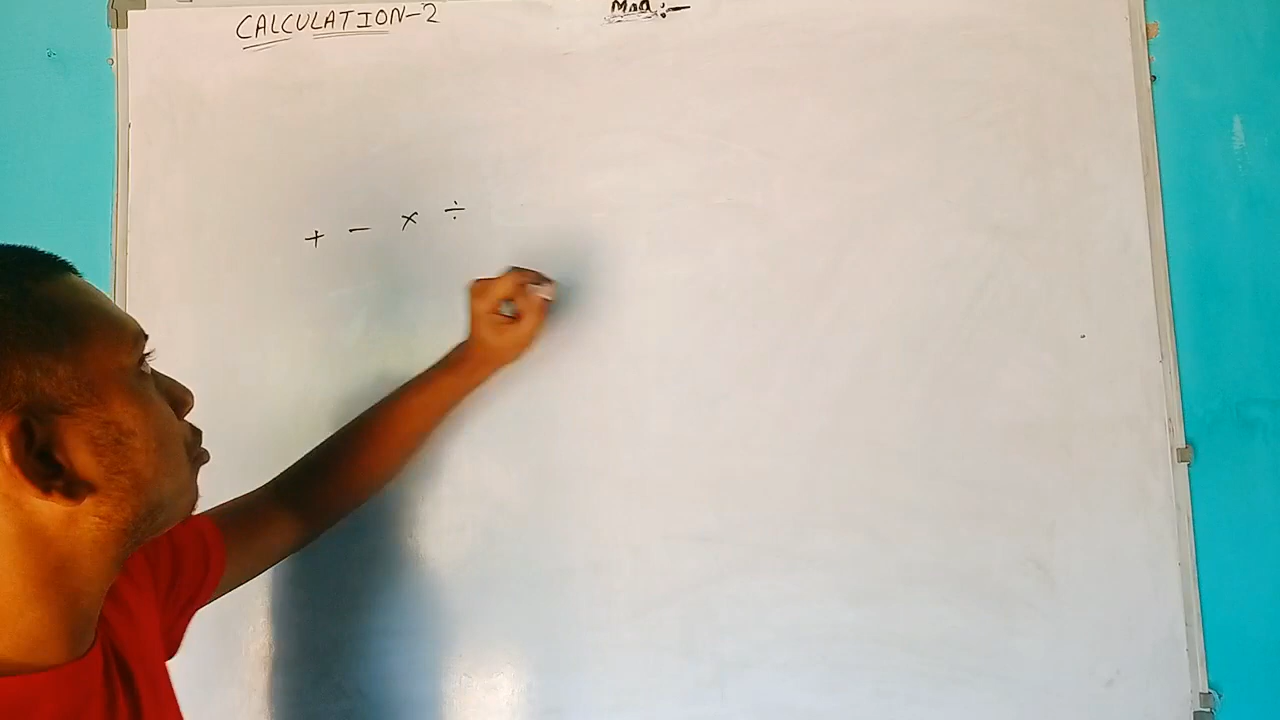 CALCULATION-2
+ - × ÷